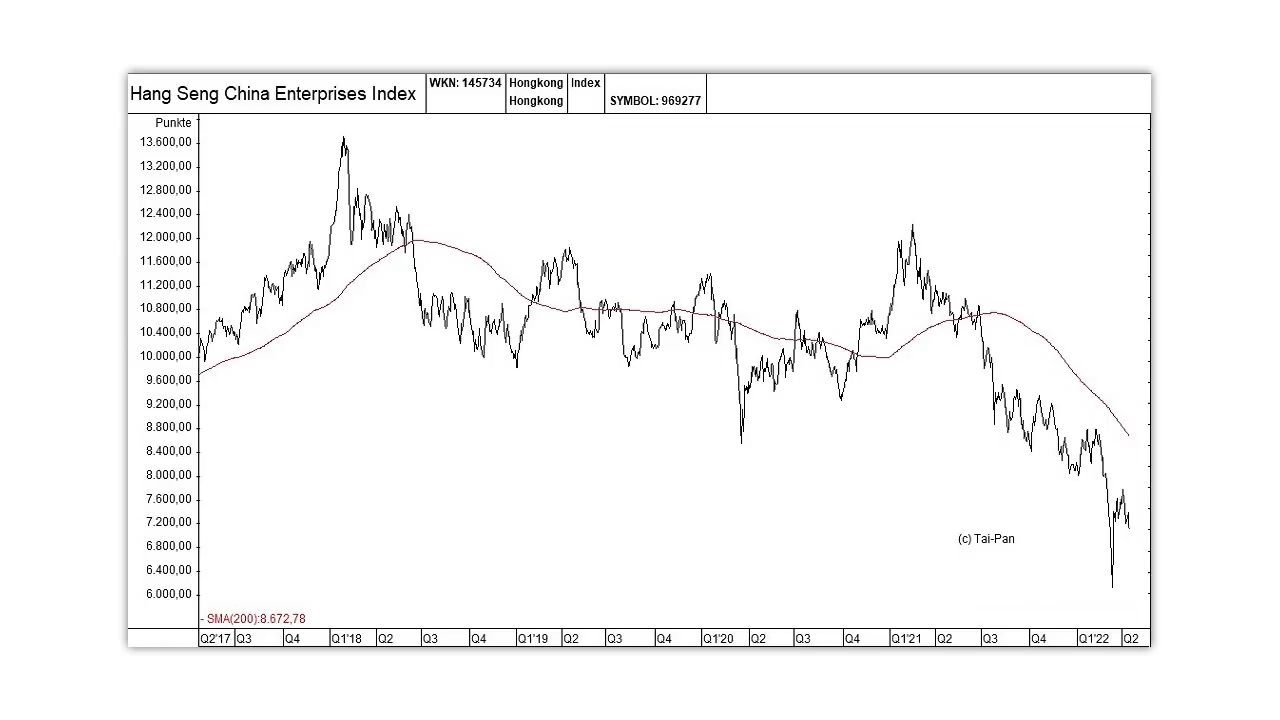 Hang Seng China Enterprises Index
WKN: 145734
Hongkong
Hongkong
Index
SYMBOL: 969277
Punkte
13.600,00
13.200,00
12.800,00
12.400,00
12.000,00
11.600,00
11.200,00
10.800,00
10.400,00
10.000,00
9.600,00
9.200,00
8.800,00
8.400,00
8.000,00
7.600,00
7.200,00
6.800,00
6.400,00
6.000,00
(c) Tai-Pan
- SMA(200):8.672,78
Q2'17 Q3 Q4 Q1'18 Q2 Q3 Q4 Q1'19 Q2 Q3 Q4 Q1'20 Q2 Q3 Q4 Q1'21 Q2 Q3 Q4 Q1'22 Q2